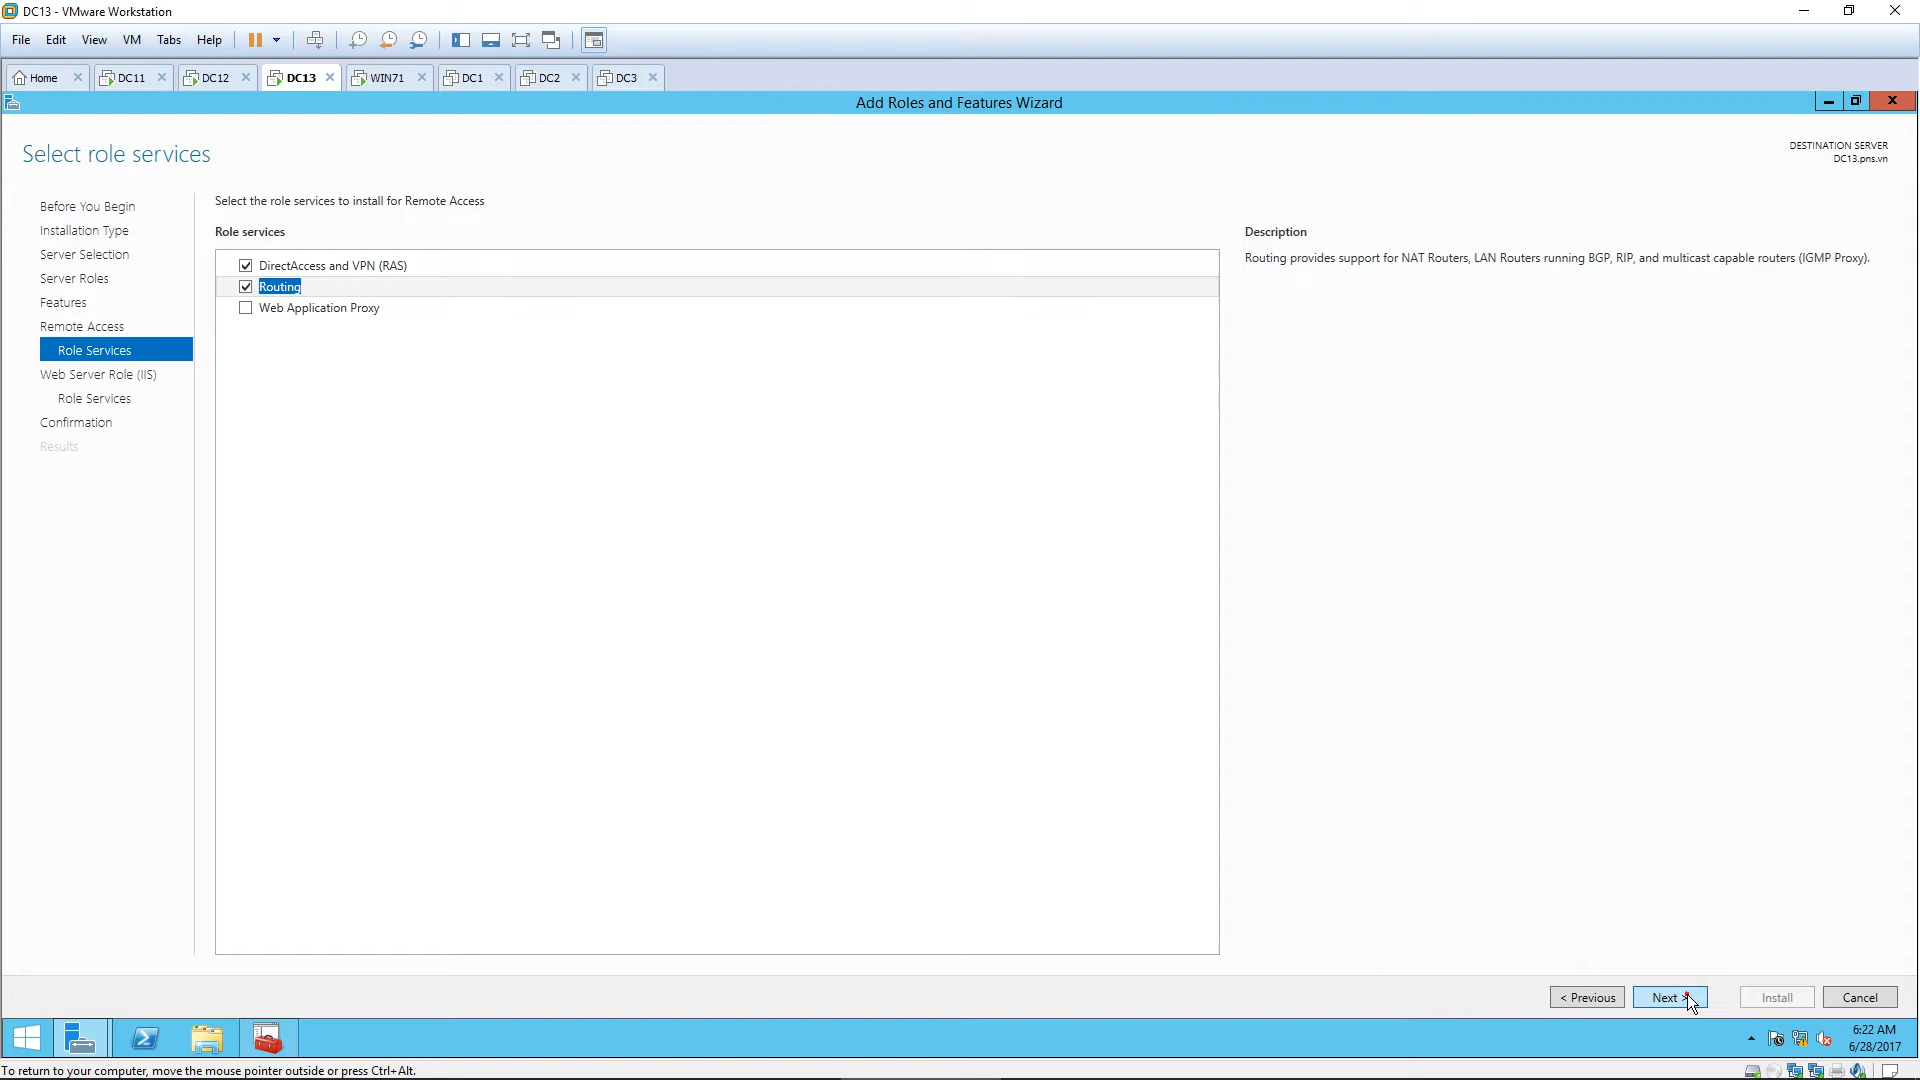 DC13 - VMware Workstation
File Edit View VM Tabs Help
Home DC11 DC12 DC13 WIN71 DC1 DC2 DC3
Add Roles and Features Wizard
Select role services
DESTINATION SERVER
DC13.pns.vn
Before You Begin
Installation Type
Server Selection
Server Roles
Features
Remote Access
Role Services
Web Server Role (IIS)
Role Services
Confirmation
Results
Select the role services to install for Remote Access
Role services
DirectAccess and VPN (RAS)
Routing
Web Application Proxy
Description
Routing provides support for NAT Routers, LAN Routers running BGP, RIP, and multicast capable routers (IGMP Proxy).
< Previous Next > Install Cancel
6:22 AM
6/28/2017
To return to your computer, move the mouse pointer outside or press Ctrl+Alt.